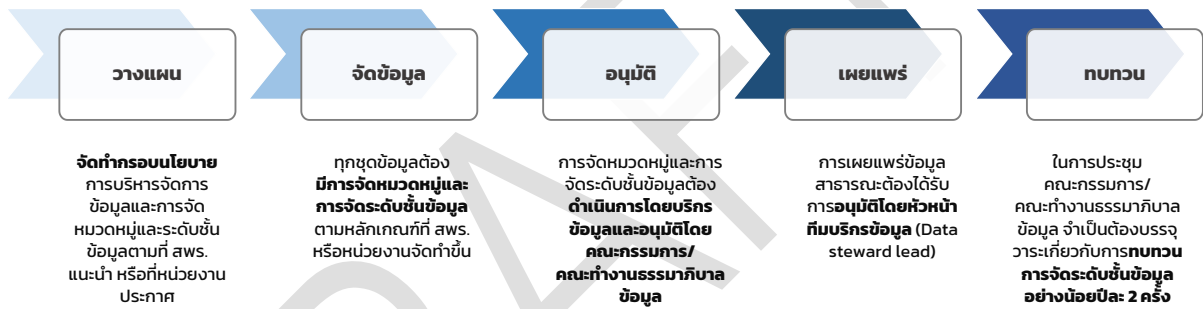 วางแผน
จัดข้อมูล
อนุมัติ
เผยแพร่
ทบทวน
จัดทำกรอบนโยบาย
การบริหารจัดการ
ข้อมูลและการจัด
หมวดหมู่และระดับชั้น
ข้อมูลตามที่ สพร.
แนะนำ หรือที่หน่วยงาน
ประกาศ
ทุกชุดข้อมูลต้อง
มีการจัดหมวดหมู่และ
การจัดระดับชั้นข้อมูล
ตามหลักเกณฑ์ที่ สพร.
หรือหน่วยงานจัดทำขึ้น
การจัดหมวดหมู่และการ
จัดระดับชั้นข้อมูลต้อง
ดำเนินการโดยบริกร
ข้อมูลและอนุมัติโดย
คณะกรรมการ/
คณะทำงานธรรมาภิบาล
ข้อมูล
การเผยแพร่ข้อมูล
สาธารณะต้องได้รับ
การอนุมัติโดยหัวหน้า
ทีมบริกรข้อมูล (Data
steward lead)
ในการประชุม
คณะกรรมการ/
คณะทำงานธรรมาภิบาล
ข้อมูล จำเป็นต้องบรรจุ
วาระเกี่ยวกับการทบทวน
การจัดระดับชั้นข้อมูล
อย่างน้อยปีละ 2 ครั้ง